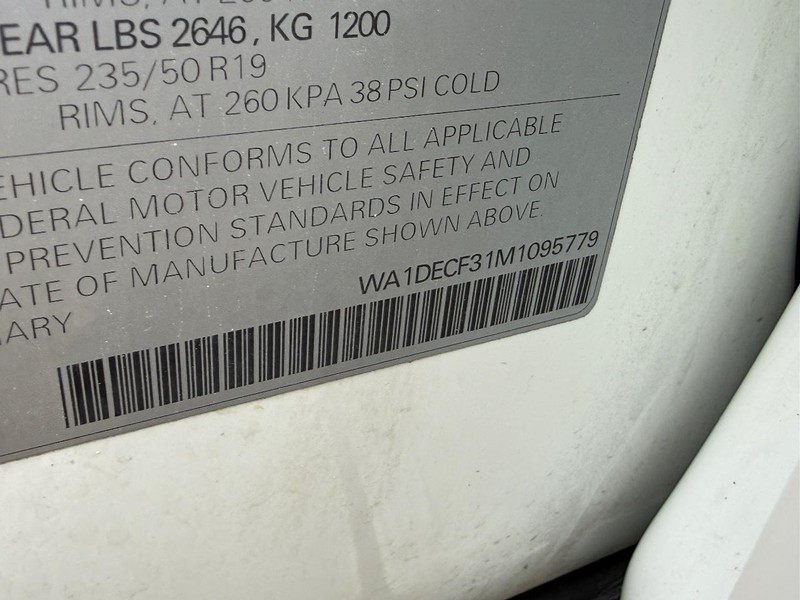 EAR LBS 2646, KG 1200
RES 235/50 R19
RIMS, AT 260 KPA 38 PSI COLD
EHICLE CONFORMS TO ALL APPLICABLE
DERAL MOTOR VEHICLE SAFETY AND
PREVENTION STANDARDS IN EFFECT ON
ATE OF MANUFACTURE SHOWN ABOVE.
WA1DECF31M1095779
ARY